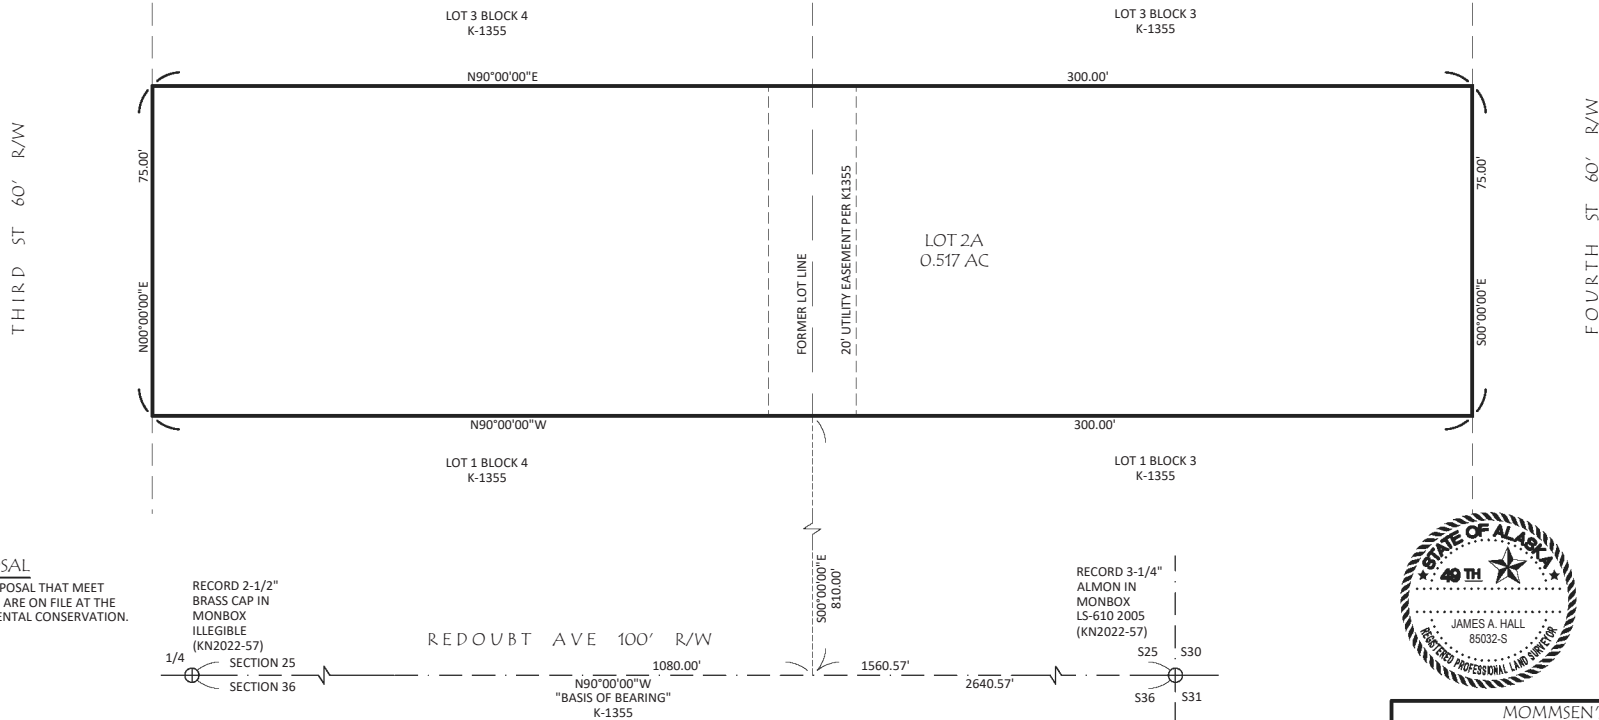 LOT 3 BLOCK 4
K-1355
LOT 3 BLOCK 3
K-1355
N90°00'00"E
300.00'
THIRD ST 60' R/W
75.00'
N00°00'00"E
FORMER LOT LINE
20' UTILITY EASEMENT PER K1355
LOT 2A
0.517 AC
75.00'
S00°00'00"E
FOURTH ST 60' R/W
N90°00'00"W
300.00'
LOT 1 BLOCK 4
K-1355
LOT 1 BLOCK 3
K-1355
SAL
POSAL THAT MEET
ARE ON FILE AT THE
ENTAL CONSERVATION.
RECORD 2-1/2"
BRASS CAP IN
MONBOX
ILLEGIBLE
(KN2022-57)
1/4
SECTION 25
SECTION 36
REDOUBT AVE 100' R/W
1080.00'
N90°00'00"W
"BASIS OF BEARING"
K-1355
S00°00'00"E
810.00'
1560.57'
2640.57'
RECORD 3-1/4"
ALMON IN
MONBOX
LS-610 2005
(KN2022-57)
S25 S30
S36 S31
STATE OF ALASKA
49 TH
JAMES A. HALL
85032-S
REGISTERED PROFESSIONAL LAND SURVEYOR
MOMMSEN'